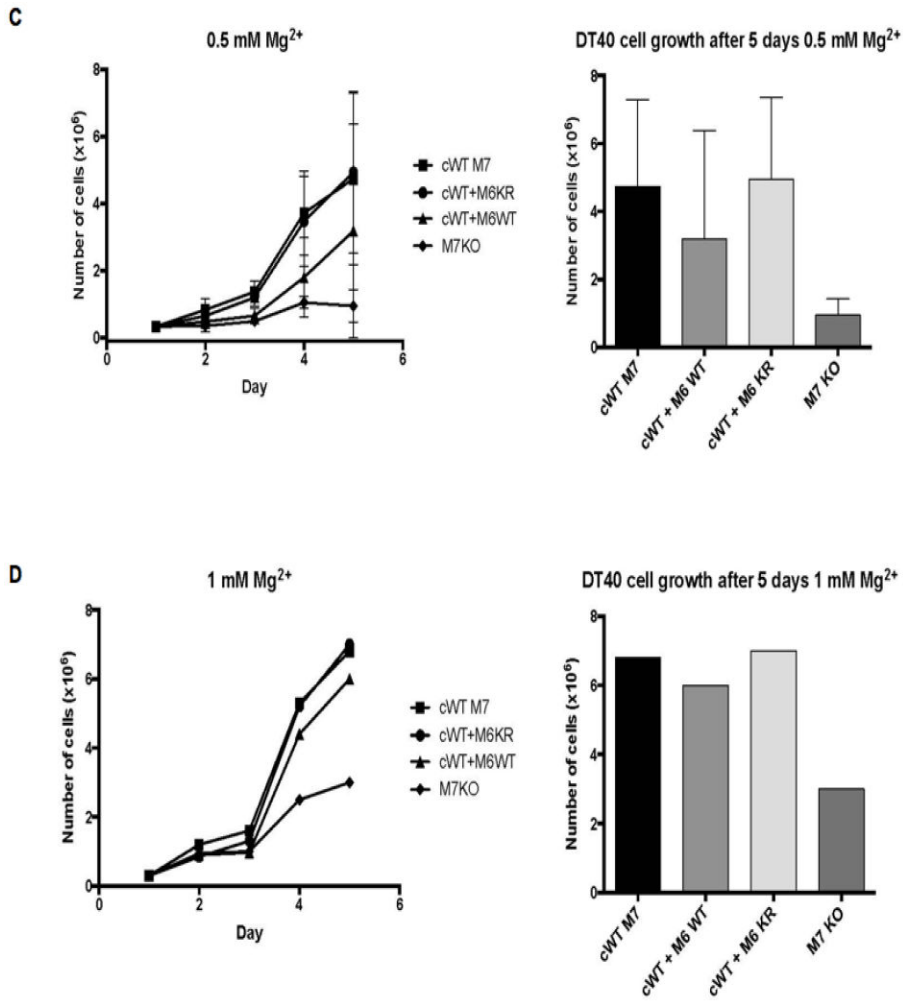 C
0.5 mM Mg2+
Number of cells (x10⁶)
8
6
4
2
0
0 2 4 6
Day
cWT M7
cWT+M6KR
cWT+M6WT
M7KO
DT40 cell growth after 5 days 0.5 mM Mg2+
Number of cells (x10⁶)
8
6
4
2
0
cWT M7
cWT + M6 WT
cWT + M6 KR
M7 KO
D
1 mM Mg2+
Number of cells (x10⁶)
8
6
4
2
0
0 2 4 6
Day
cWT M7
cWT+M6KR
cWT+M6WT
M7KO
DT40 cell growth after 5 days 1 mM Mg2+
Number of cells (x10⁶)
8
6
4
2
0
cWT M7
cWT + M6 WT
cWT + M6 KR
M7 KO